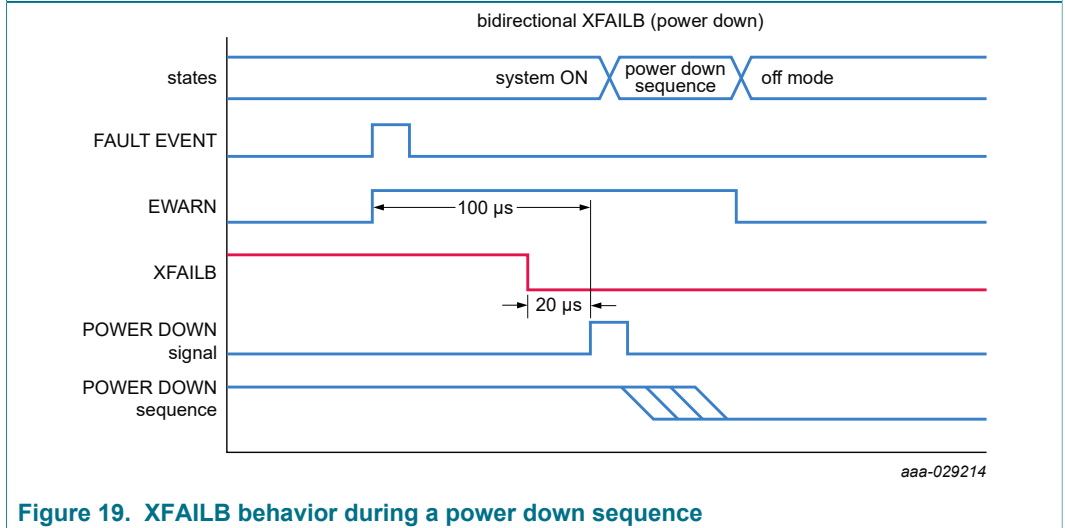 bidirectional XFAILB (power down)
states
system ON
power down
sequence
off mode
FAULT EVENT
EWARN
100 µs
XFAILB
20 µs
POWER DOWN
signal
POWER DOWN
sequence
aaa-029214
Figure 19. XFAILB behavior during a power down sequence